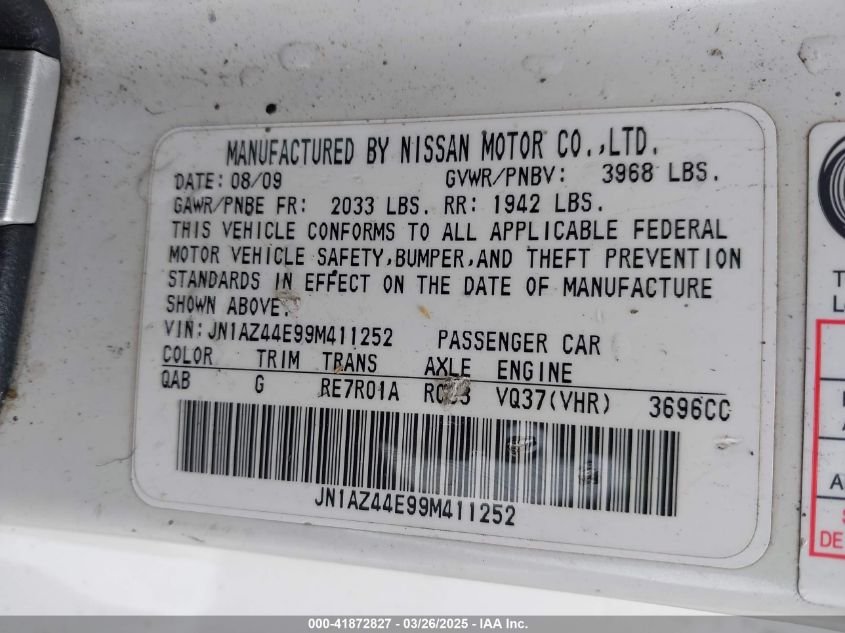 MANUFACTURED BY NISSAN MOTOR CO.,LTD.
DATE: 08/09 GVWR/PNBV: 3968 LBS.
GAWR/PNBE FR: 2033 LBS. RR: 1942 LBS.
THIS VEHICLE CONFORMS TO ALL APPLICABLE FEDERAL
MOTOR VEHICLE SAFETY,BUMPER,AND THEFT PREVENTION
STANDARDS IN EFFECT ON THE DATE OF MANUFACTURE
SHOWN ABOVE.
VIN:JN1AZ44E99M411252 PASSENGER CAR
COLOR TRIM TRANS AXLE ENGINE
QAB G RE7R01A VQ37(VHR) 3696CC
JN1AZ44E99M411252
000-41872827 - 03/26/2025 - IAA Inc.